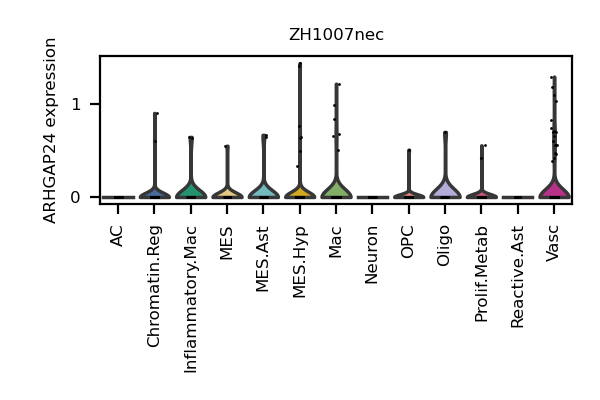 ZH1007nec
ARHGAP24 expression
1
0
AC
Chromatin.Reg
Inflammatory.Mac
MES
MES.Ast
MES.Hyp
Mac
Neuron
OPC
Oligo
Prolif.Metab
Reactive.Ast
Vasc